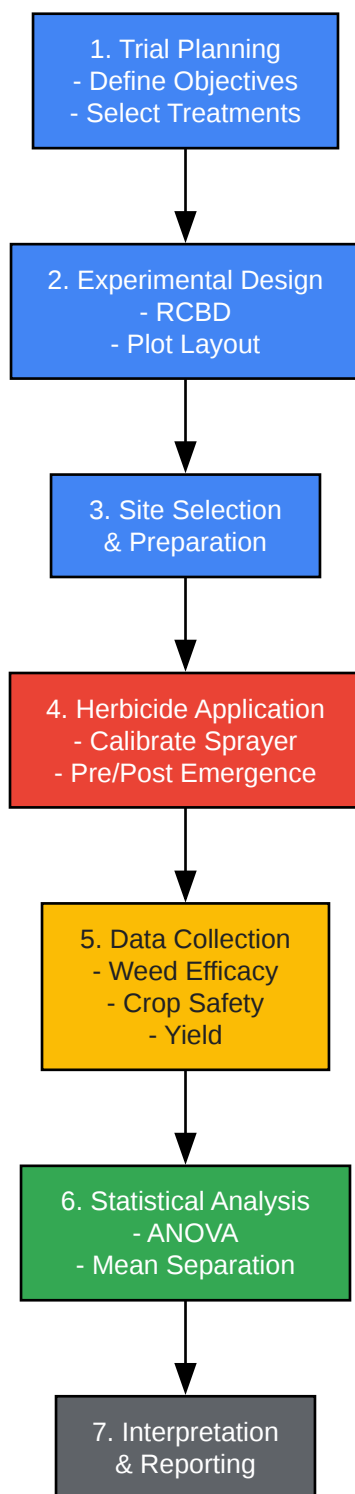 1. Trial Planning
- Define Objectives
- Select Treatments
2. Experimental Design
- RCBD
- Plot Layout
3. Site Selection
& Preparation
4. Herbicide Application
- Calibrate Sprayer
- Pre/Post Emergence
5. Data Collection
- Weed Efficacy
- Crop Safety
- Yield
6. Statistical Analysis
- ANOVA
- Mean Separation
7. Interpretation
& Reporting